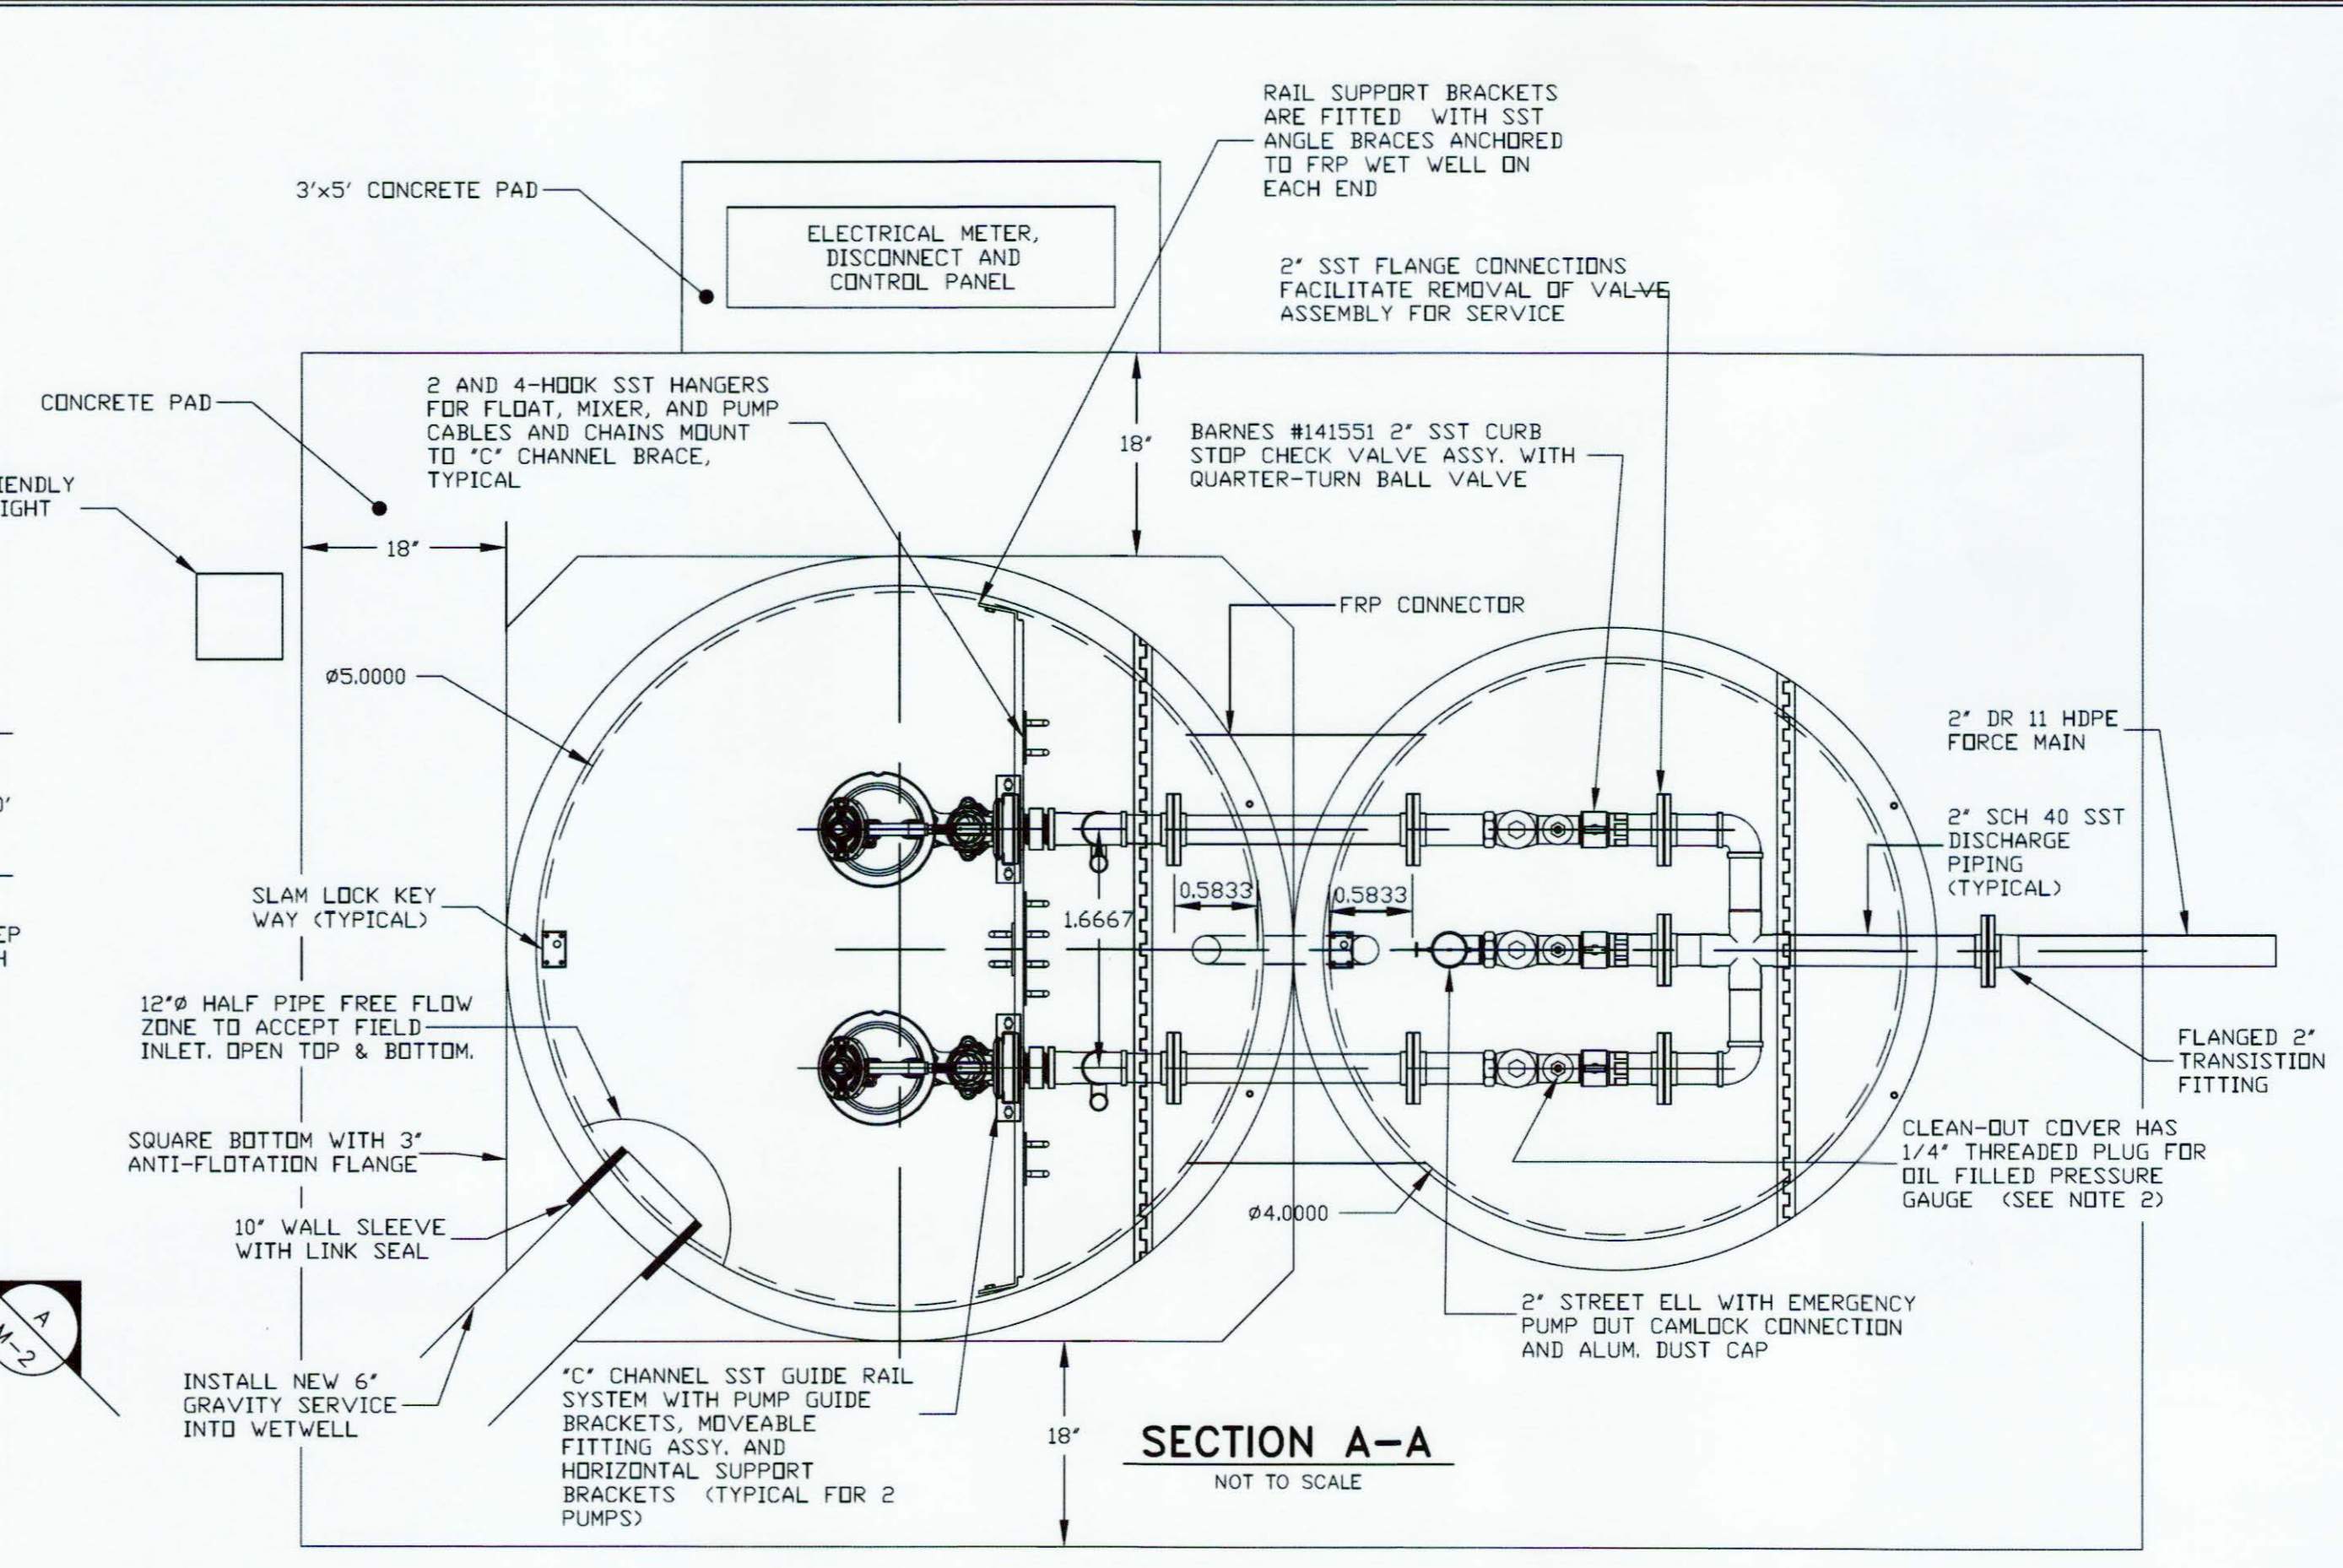 RAIL SUPPORT BRACKETS
ARE FITTED WITH SST
ANGLE BRACES ANCHORED
TO FRP WET WELL ON
EACH END
3'x5' CONCRETE PAD
ELECTRICAL METER,
DISCONNECT AND
CONTROL PANEL
2" SST FLANGE CONNECTIONS
FACILITATE REMOVAL OF VALVE
ASSEMBLY FOR SERVICE
CONCRETE PAD
2 AND 4-HOOK SST HANGERS
FOR FLOAT, MIXER, AND PUMP
CABLES AND CHAINS MOUNT
TO "C" CHANNEL BRACE,
TYPICAL
18"
BARNES #141551 2" SST CURB
STOP CHECK VALVE ASSY. WITH
QUARTER-TURN BALL VALVE
IENDLY
IGHT
18"
FRP CONNECTOR
Ø5.0000
2" DR 11 HDPE
FORCE MAIN
0'
2" SCH 40 SST
DISCHARGE
PIPING
(TYPICAL)
SLAM LOCK KEY
WAY (TYPICAL)
0.5833
0.5833
1.6667
EP
H
12"Ø HALF PIPE FREE FLOW
ZONE TO ACCEPT FIELD
INLET. OPEN TOP & BOTTOM.
FLANGED 2"
TRANSISTION
FITTING
SQUARE BOTTOM WITH 3"
ANTI-FLOTATION FLANGE
CLEAN-OUT COVER HAS
1/4" THREADED PLUG FOR
OIL FILLED PRESSURE
GAUGE (SEE NOTE 2)
10" WALL SLEEVE
WITH LINK SEAL
Ø4.0000
A
M-2
2" STREET ELL WITH EMERGENCY
PUMP OUT CAMLOCK CONNECTION
AND ALUM. DUST CAP
INSTALL NEW 6"
GRAVITY SERVICE
INTO WETWELL
"C" CHANNEL SST GUIDE RAIL
SYSTEM WITH PUMP GUIDE
BRACKETS, MOVEABLE
FITTING ASSY. AND
HORIZONTAL SUPPORT
BRACKETS (TYPICAL FOR 2
PUMPS)
18"
SECTION A-A
NOT TO SCALE